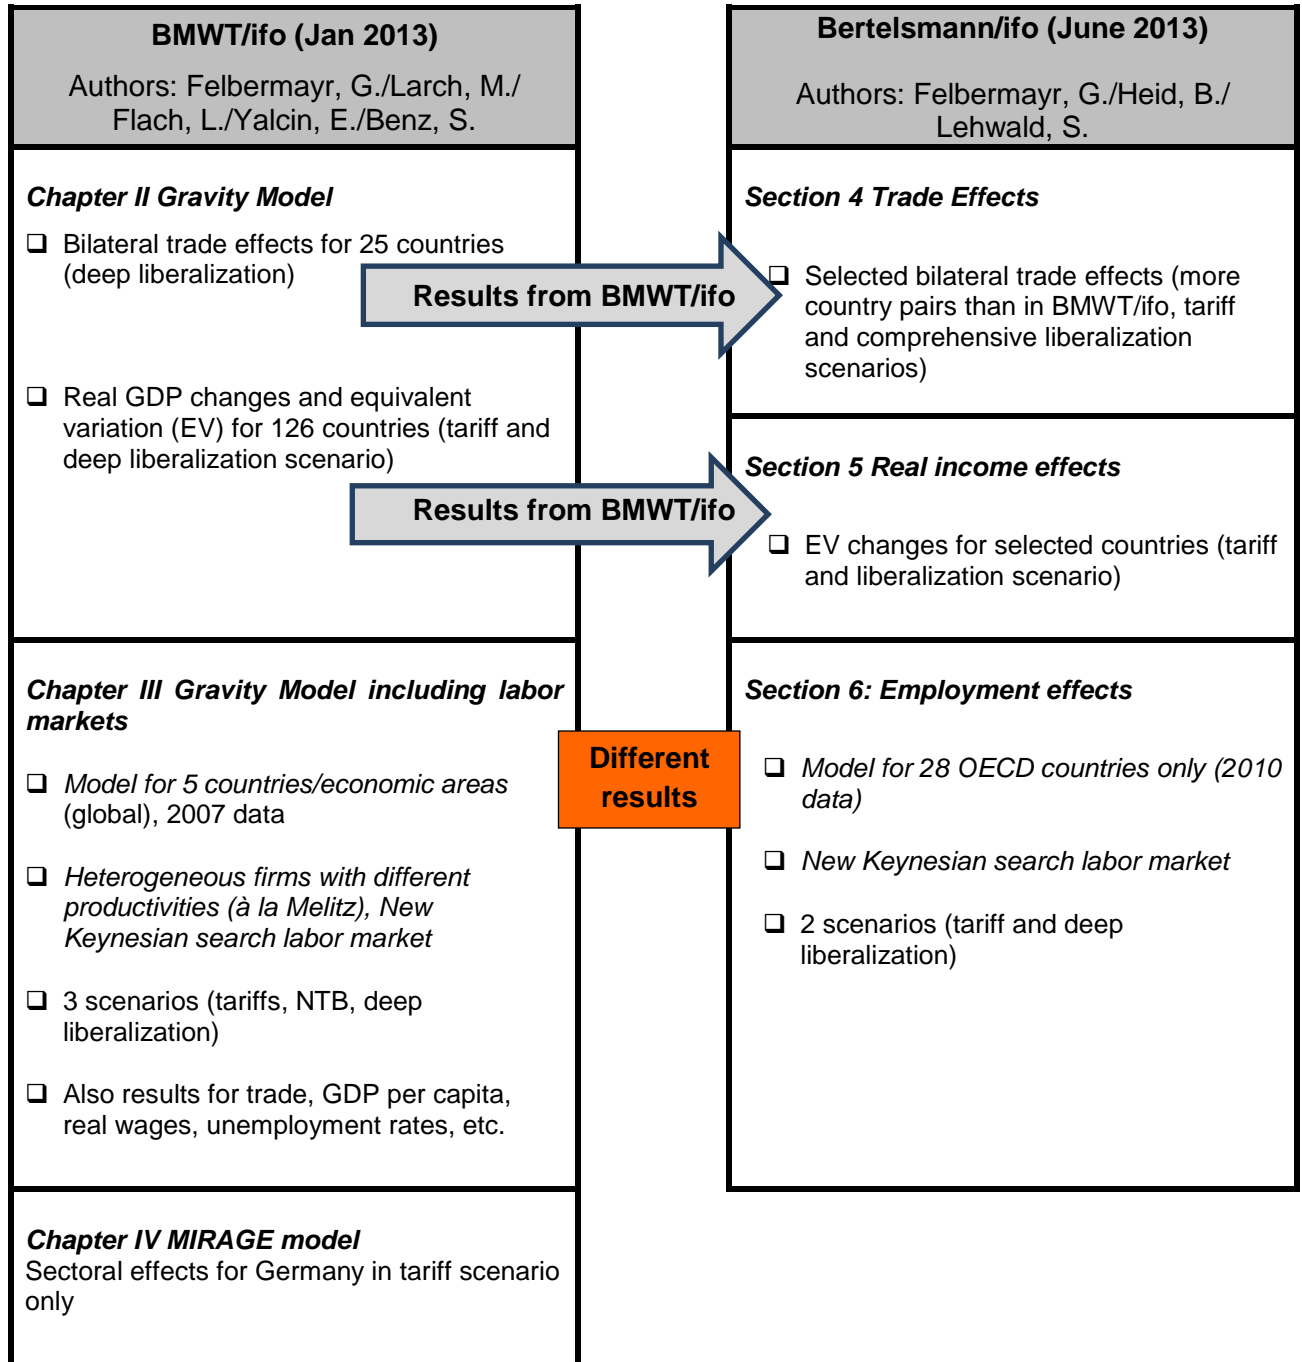 BMWT/ifo (Jan 2013)
Authors: Felbermayr, G./Larch, M./
Flach, L./Yalcin, E./Benz, S.
Bertelsmann/ifo (June 2013)
Authors: Felbermayr, G./Heid, B./
Lehwald, S.
Chapter II Gravity Model
❑ Bilateral trade effects for 25 countries
(deep liberalization)
Results from BMWT/ifo
❑ Real GDP changes and equivalent
variation (EV) for 126 countries (tariff and
deep liberalization scenario)
Results from BMWT/ifo
Section 4 Trade Effects
❑ Selected bilateral trade effects (more
country pairs than in BMWT/ifo, tariff
and comprehensive liberalization
scenarios)
Section 5 Real income effects
❑ EV changes for selected countries (tariff
and liberalization scenario)
Chapter III Gravity Model including labor
markets
❑ Model for 5 countries/economic areas
(global), 2007 data
❑ Heterogeneous firms with different
productivities (à la Melitz), New
Keynesian search labor market
❑ 3 scenarios (tariffs, NTB, deep
liberalization)
❑ Also results for trade, GDP per capita,
real wages, unemployment rates, etc.
Different
results
Section 6: Employment effects
❑ Model for 28 OECD countries only (2010
data)
❑ New Keynesian search labor market
❑ 2 scenarios (tariff and deep
liberalization)
Chapter IV MIRAGE model
Sectoral effects for Germany in tariff scenario
only